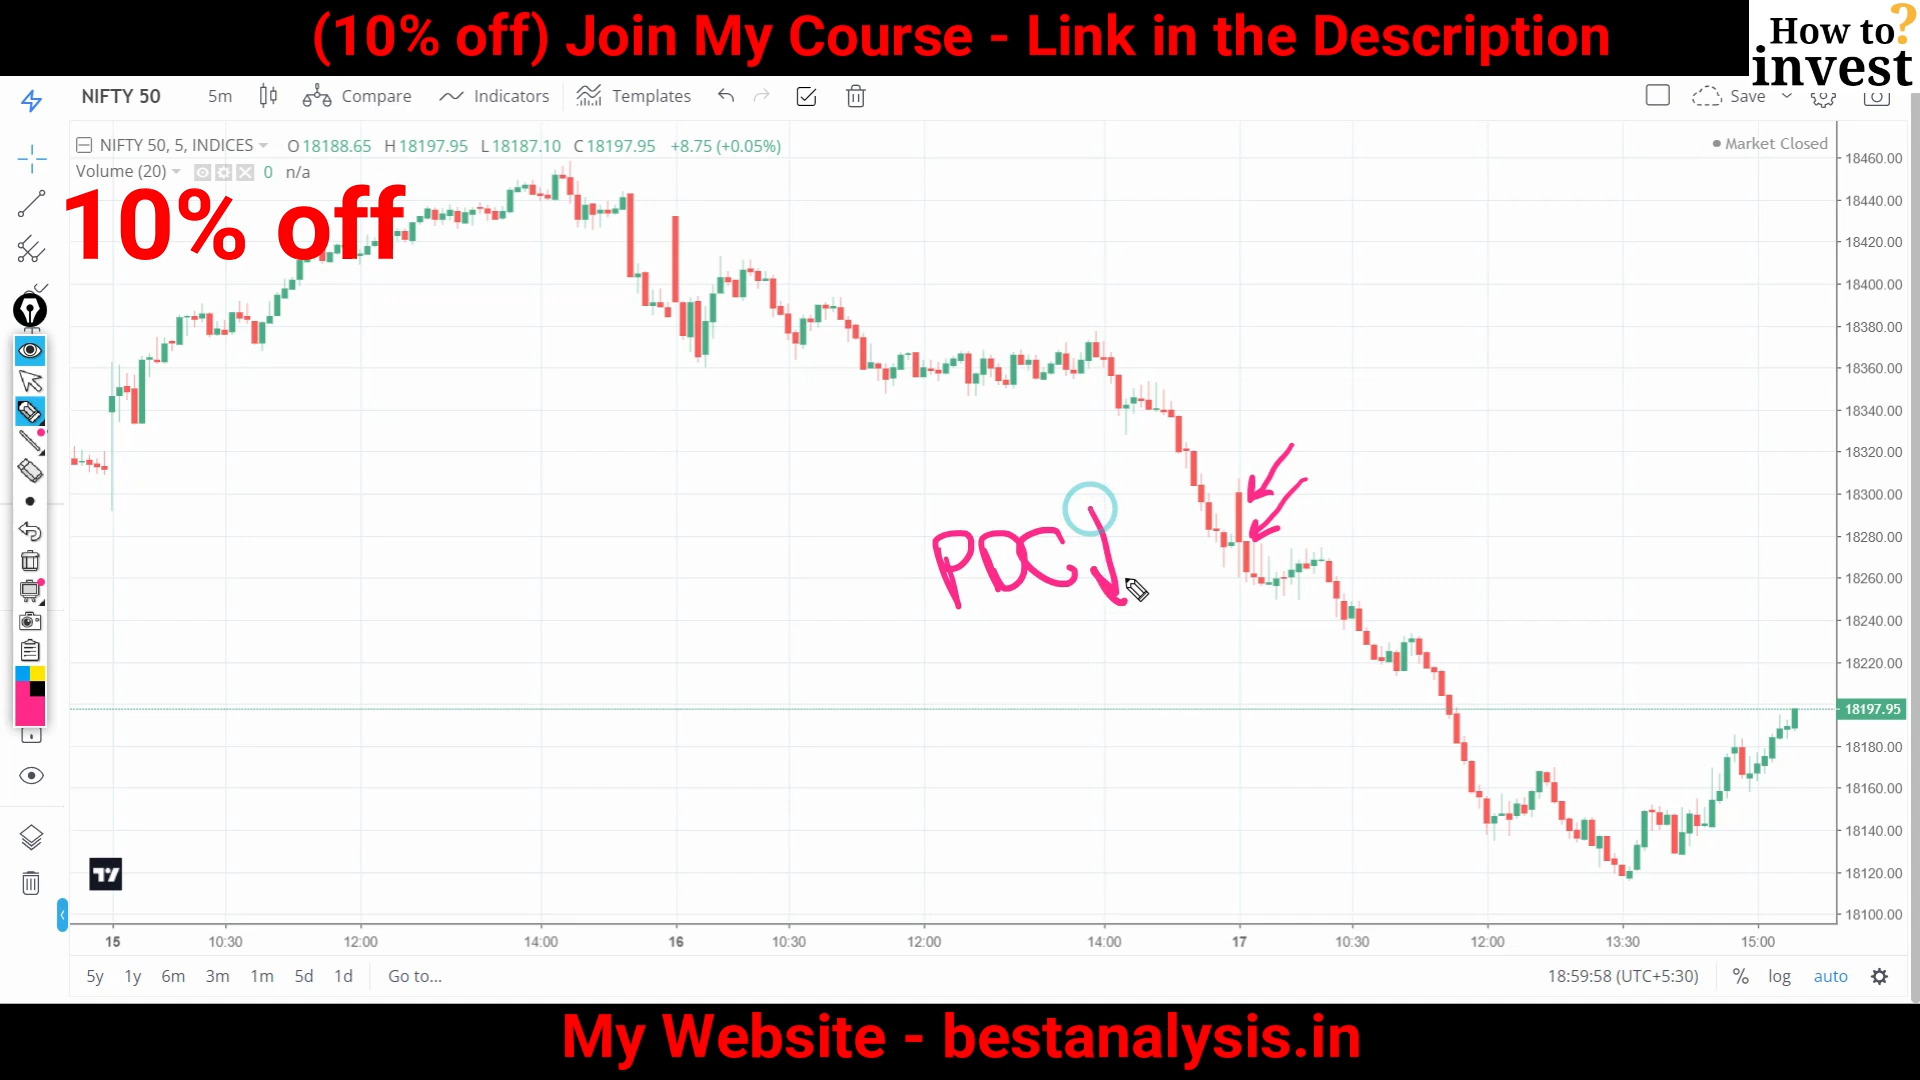 (10% off) Join My Course - Link in the Description
How to?
invest
NIFTY 50 5m Compare Indicators Templates Save
NIFTY 50, 5, INDICES O18188.65 H18197.95 L18187.10 C18197.95 +8.75 (+0.05%)
Market Closed
Volume (20) 0 n/a
10% off
18460.00
18440.00
18420.00
18400.00
18380.00
18360.00
18340.00
18320.00
18300.00
18280.00
18260.00
18240.00
18220.00
18197.95
18180.00
18160.00
18140.00
18120.00
18100.00
PDC
15 10:30 12:00 14:00 16 10:30 12:00 14:00 17 10:30 12:00 13:30 15:00
5y 1y 6m 3m 1m 5d 1d Go to... 18:59:58 (UTC+5:30) % log auto
My Website - bestanalysis.in